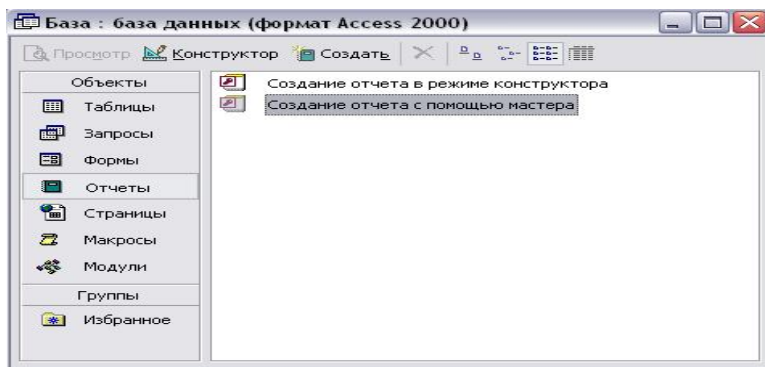 База : база данных (формат Access 2000)
Просмотр Конструктор Создать
Объекты
Таблицы
Запросы
Формы
Отчеты
Страницы
Макросы
Модули
Группы
Избранное
Создание отчета в режиме конструктора
Создание отчета с помощью мастера